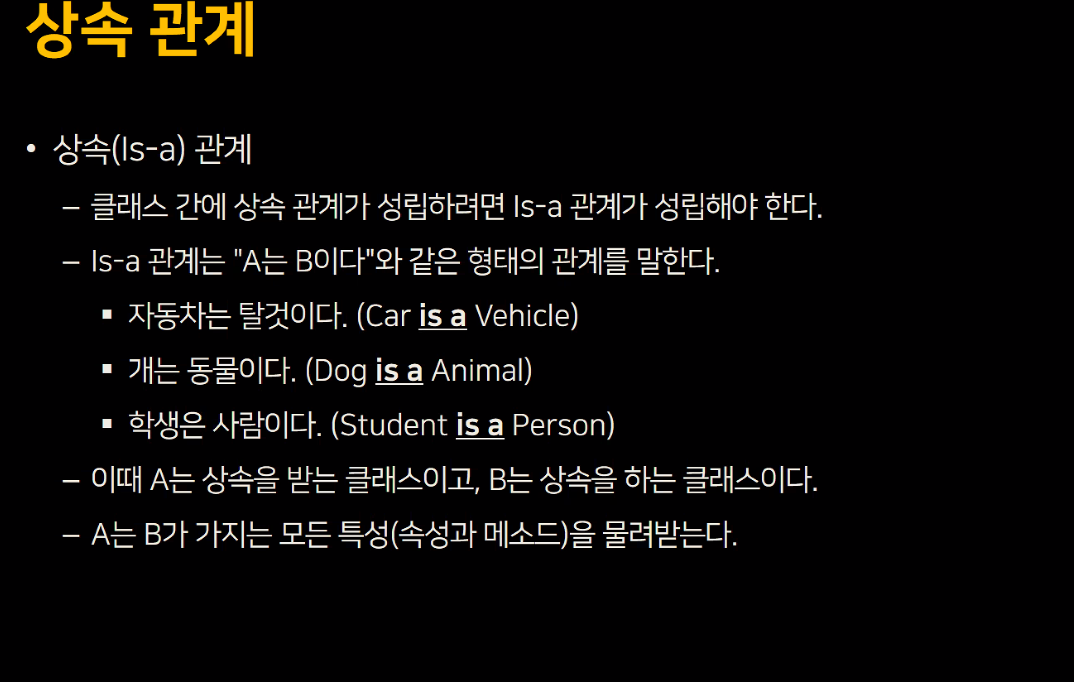 상속 관계
• 상속(Is-a) 관계
– 클래스 간에 상속 관계가 성립하려면 Is-a 관계가 성립해야 한다.
– Is-a 관계는 "A는 B이다"와 같은 형태의 관계를 말한다.
▪ 자동차는 탈것이다. (Car is a Vehicle)
▪ 개는 동물이다. (Dog is a Animal)
▪ 학생은 사람이다. (Student is a Person)
– 이때 A는 상속을 받는 클래스이고, B는 상속을 하는 클래스이다.
– A는 B가 가지는 모든 특성(속성과 메소드)을 물려받는다.